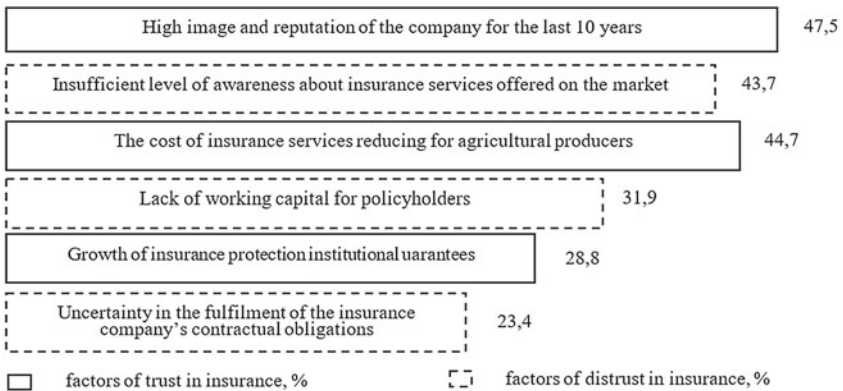 High image and reputation of the company for the last 10 years 47,5
Insufficient level of awareness about insurance services offered on the market 43,7
The cost of insurance services reducing for agricultural producers 44,7
Lack of working capital for policyholders 31,9
Growth of insurance protection institutional uarantees 28,8
Uncertainty in the fulfilment of the insurance
company's contractual obligations 23,4
factors of trust in insurance, % factors of distrust in insurance, %